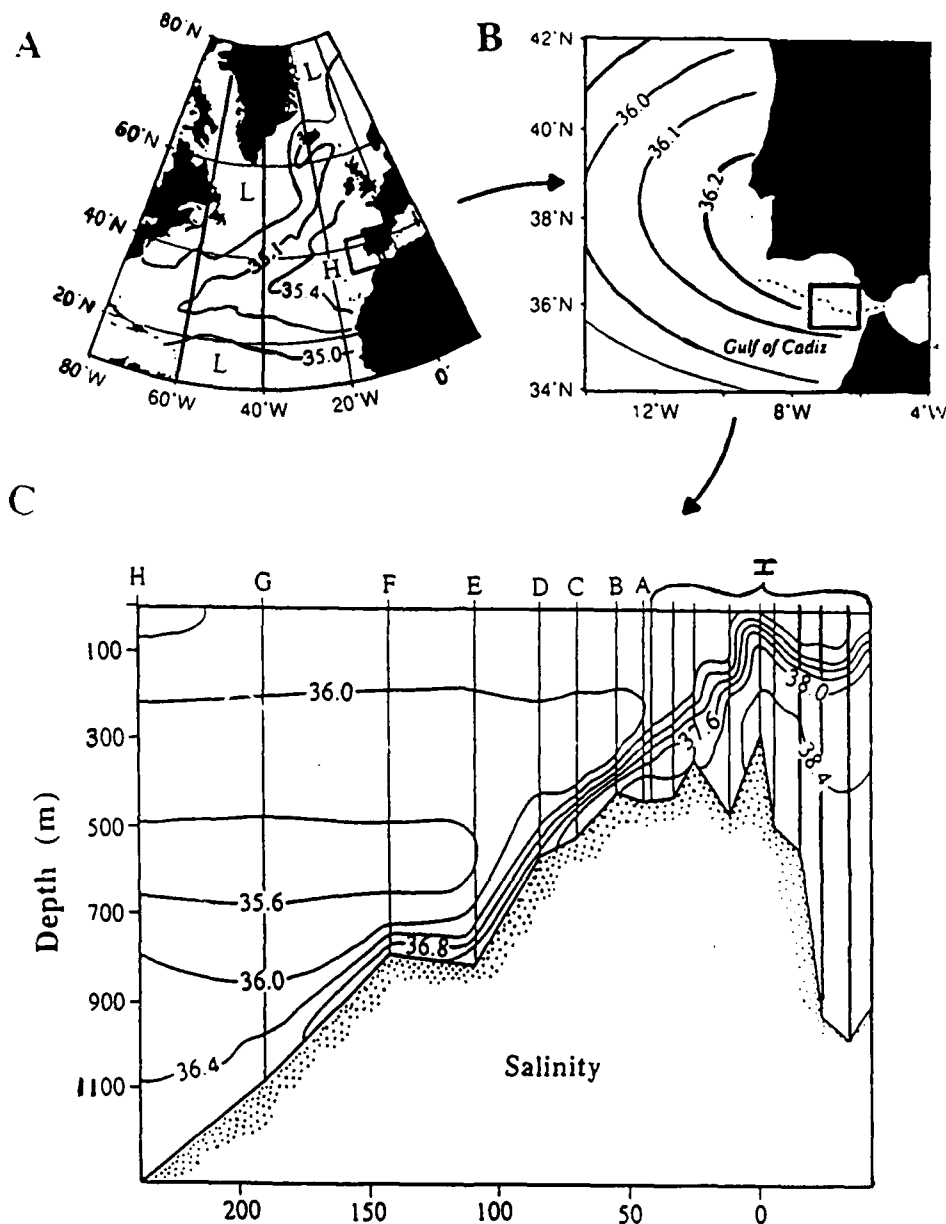 A
80°N
60°N
40°N
20°N
80°W
60°W
40°W
20°W
0°
L
L
L
H
35.1
35.4
35.0
B
42°N
40°N
38°N
36°N
34°N
12°W
8°W
4°W
36.0
36.1
36.2
Gulf of Cadiz
C
H G F E D C B A I
100
300
500
700
900
1100
Depth (m)
36.0
35.6
36.0
36.4
36.8
37.6
38.0
38.4
Salinity
200 150 100 50 0